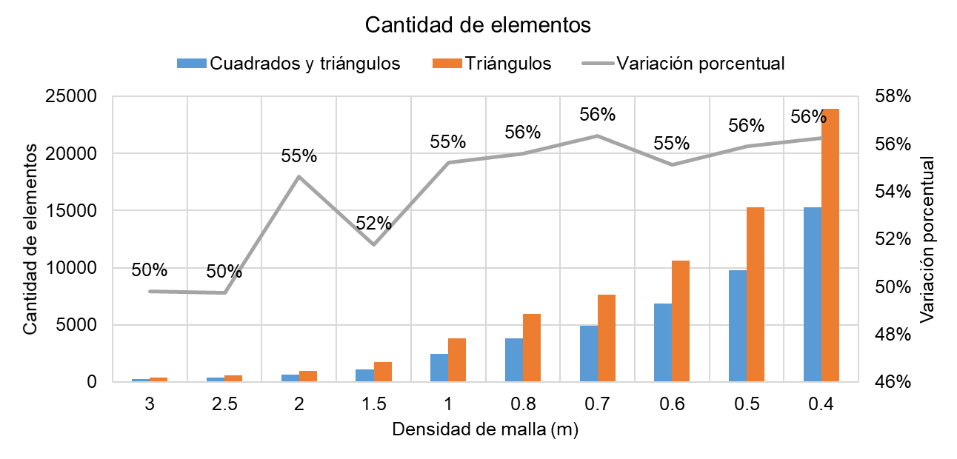 Cantidad de elementos
Cuadrados y triángulos Triángulos Variación porcentual
Cantidad de elementos
25000
20000
15000
10000
5000
0
50% 50% 55% 52% 55% 56% 56% 55% 56% 56%
58%
56%
54%
52%
50%
48%
46%
Variación porcentual
3 2.5 2 1.5 1 0.8 0.7 0.6 0.5 0.4
Densidad de malla (m)